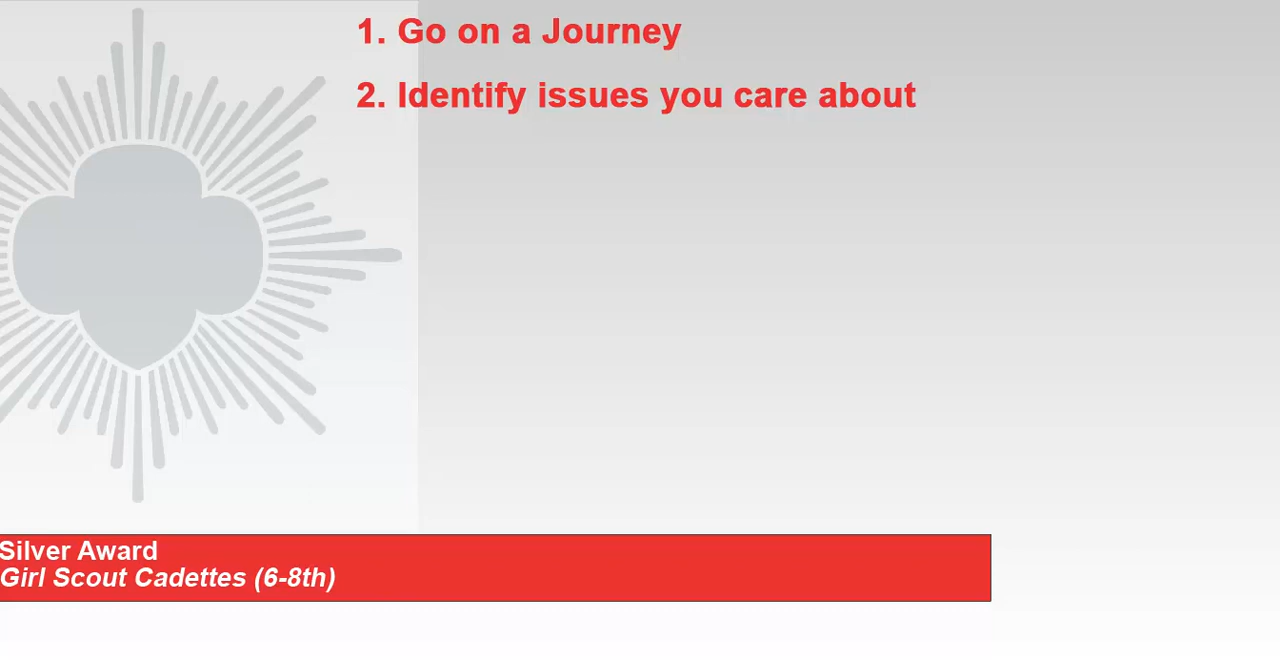 1. Go on a Journey
2. Identify issues you care about
Silver Award
Girl Scout Cadettes (6-8th)